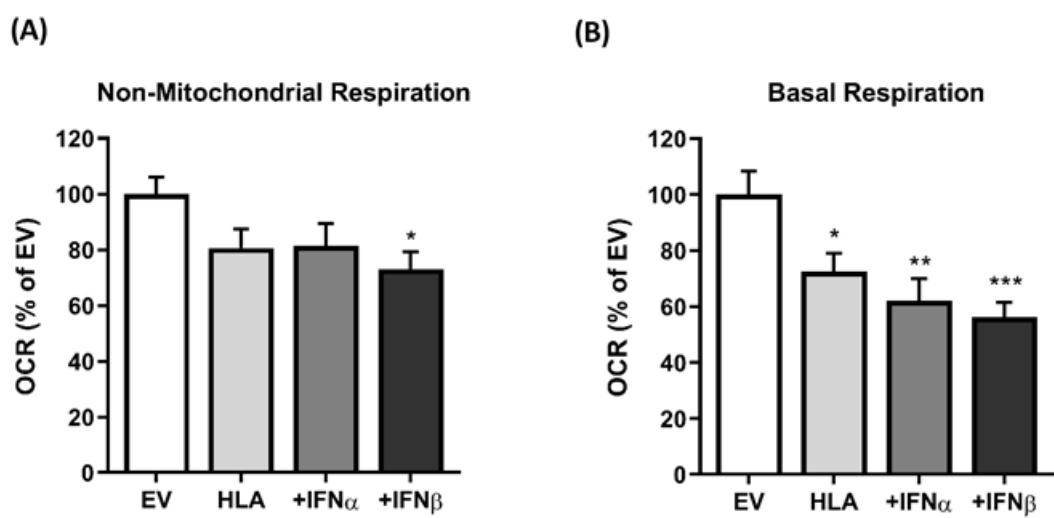 (A)
Non-Mitochondrial Respiration
OCR (% of EV)
120
100
80
60
40
20
0
*
EV HLA +IFNα +IFNβ
(B)
Basal Respiration
OCR (% of EV)
120
100
80
60
40
20
0
* ** ***
EV HLA +IFNα +IFNβ